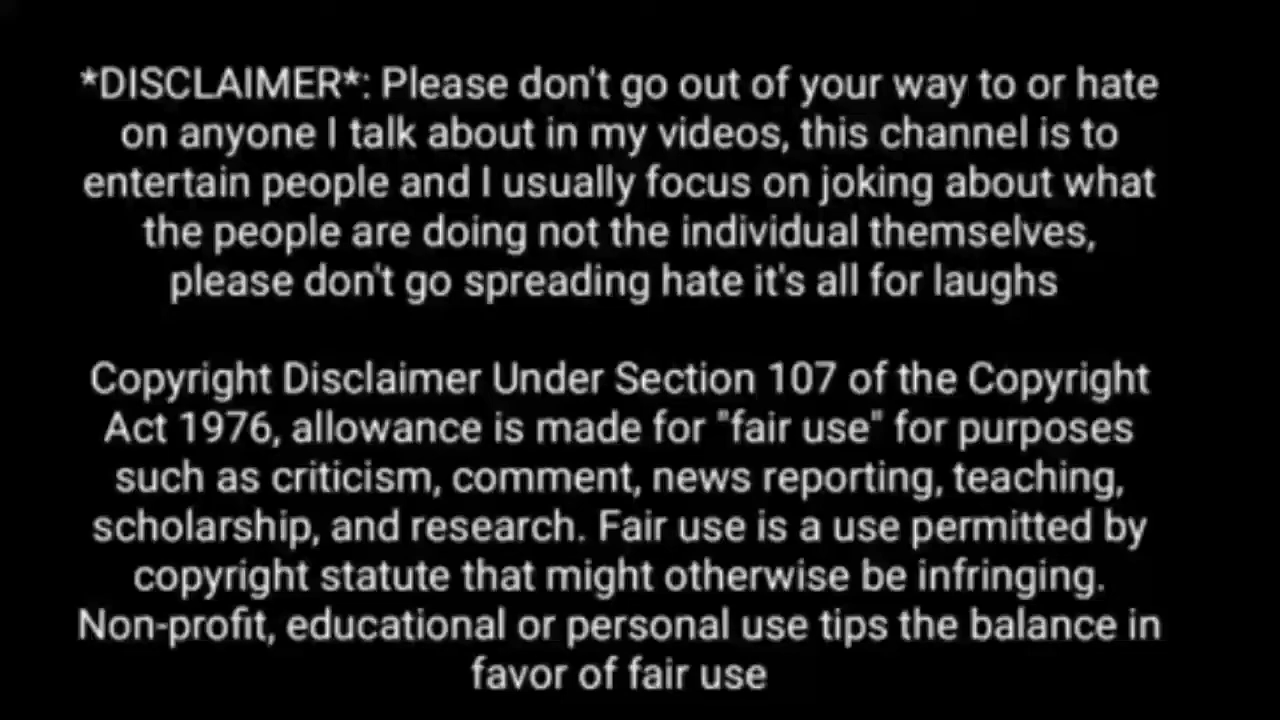 *DISCLAIMER*: Please don't go out of your way to or hate
on anyone I talk about in my videos, this channel is to
entertain people and I usually focus on joking about what
the people are doing not the individual themselves,
please don't go spreading hate it's all for laughs
Copyright Disclaimer Under Section 107 of the Copyright
Act 1976, allowance is made for "fair use" for purposes
such as criticism, comment, news reporting, teaching,
scholarship, and research. Fair use is a use permitted by
copyright statute that might otherwise be infringing.
Non-profit, educational or personal use tips the balance in
favor of fair use